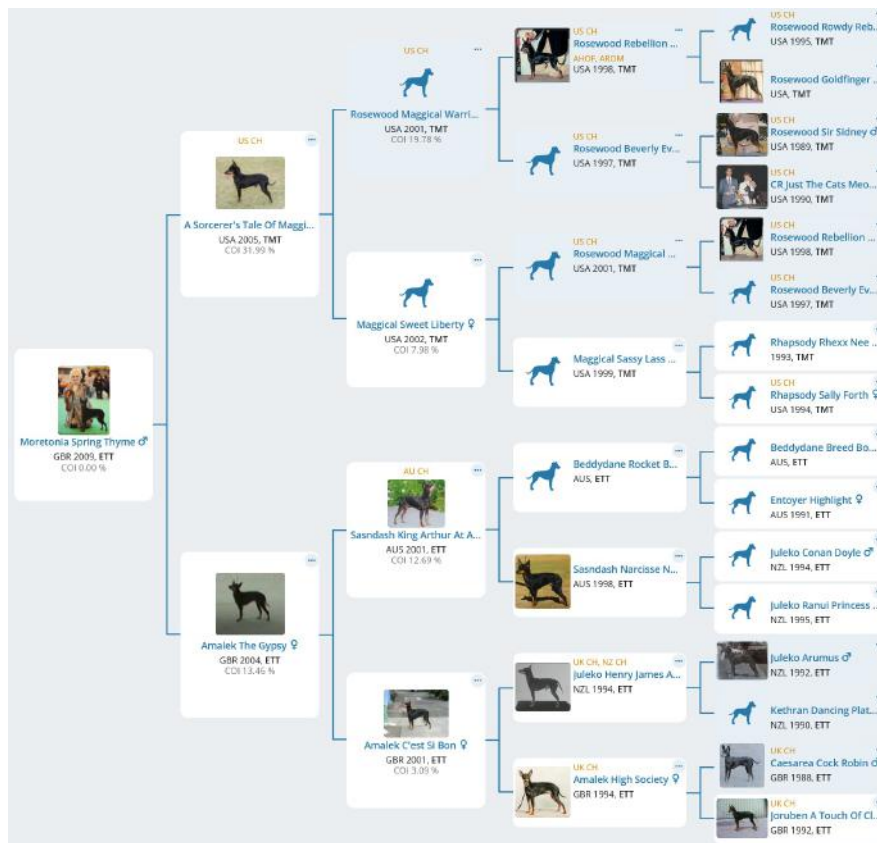 Moretonia Spring Thyme ♂
GBR 2009, ETT
COI 0.00 %
US CH
A Sorcerer's Tale Of Maggi...
USA 2005, TMT
COI 31.99 %
Amalek The Gypsy ♀
GBR 2004, ETT
COI 13.46 %
US CH
Rosewood Maggical Warri...
USA 2001, TMT
COI 19.78 %
Maggical Sweet Liberty ♀
USA 2002, TMT
COI 7.98 %
AU CH
Sasndash King Arthur At A...
AUS 2001, ETT
COI 12.69 %
Amalek C'est Si Bon ♀
GBR 2001, ETT
COI 3.09 %
US CH
Rosewood Rebellion ...
AHOF, AROM
USA 1998, TMT
US CH
Rosewood Beverly Ev...
USA 1997, TMT
US CH
Rosewood Maggical ...
USA 2001, TMT
Maggical Sassy Lass ...
USA 1999, TMT
Beddydane Rocket B...
AUS, ETT
Sasndash Narcisse N...
AUS 1998, ETT
UK CH, NZ CH
Juleko Henry James A...
NZL 1994, ETT
UK CH
Amalek High Society ♀
GBR 1994, ETT
US CH
Rosewood Rowdy Reb...
USA 1995, TMT
Rosewood Goldfinger ...
USA, TMT
US CH
Rosewood Sir Sidney ♂
USA 1989, TMT
US CH
CR Just The Cats Meo...
USA 1990, TMT
US CH
Rosewood Rebellion ...
USA 1998, TMT
US CH
Rosewood Beverly Ev...
USA 1997, TMT
Rhapsody Rhexx Nee ...
1993, TMT
US CH
Rhapsody Sally Forth ♀
USA 1994, TMT
Beddydane Breed Bo...
AUS, ETT
Entoyer Highlight ♀
AUS 1991, ETT
Juleko Conan Doyle ♂
NZL 1994, ETT
Juleko Ranui Princess ...
NZL 1995, ETT
Juleko Arumus ♂
NZL 1992, ETT
Kethran Dancing Plat...
NZL 1990, ETT
UK CH
Caesarea Cock Robin ♂
GBR 1988, ETT
UK CH
Joruben A Touch Of Cl...
GBR 1992, ETT